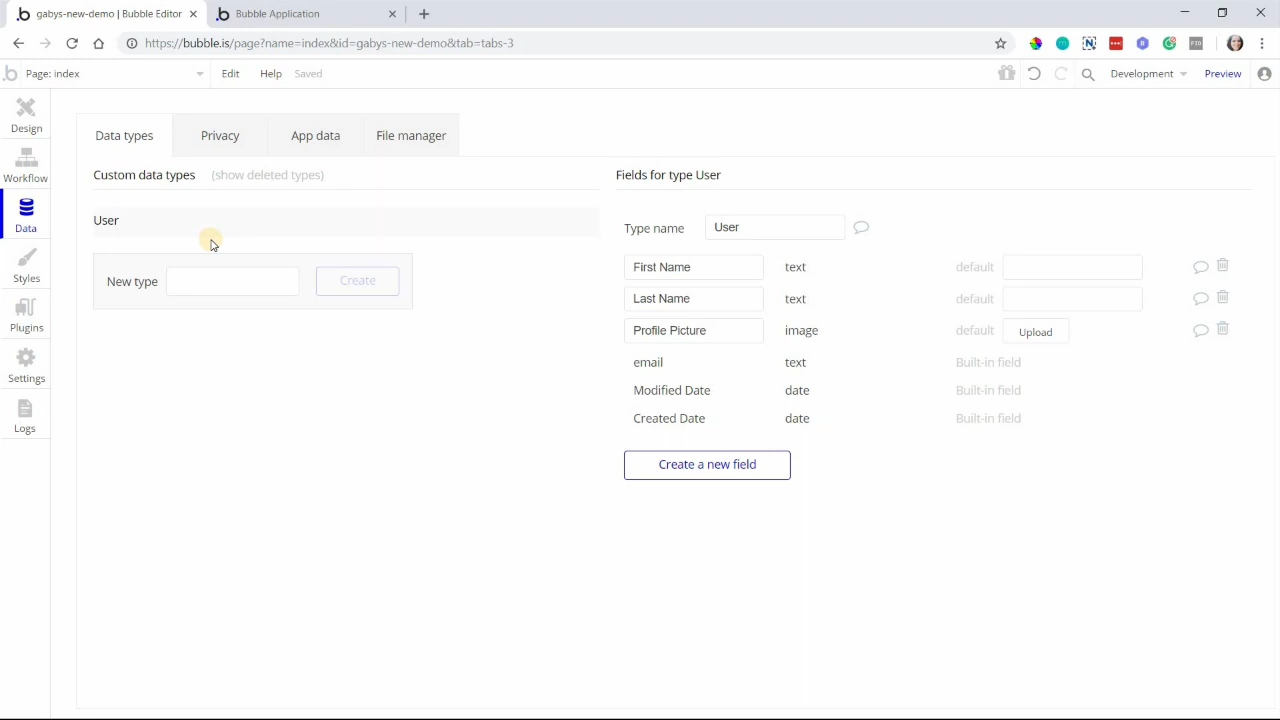 gabys-new-demo | Bubble Editor
Bubble Application
https://bubble.is/page?name=index&id=gabys-new-demo&tab=tabs-3
Page: index
Edit
Help
Saved
Development
Preview
Design
Workflow
Data
Styles
Plugins
Settings
Logs
Data types
Privacy
App data
File manager
Custom data types (show deleted types)
User
New type
Create
Fields for type User
Type name User
First Name text default
Last Name text default
Profile Picture image default Upload
email text Built-in field
Modified Date date Built-in field
Created Date date Built-in field
Create a new field